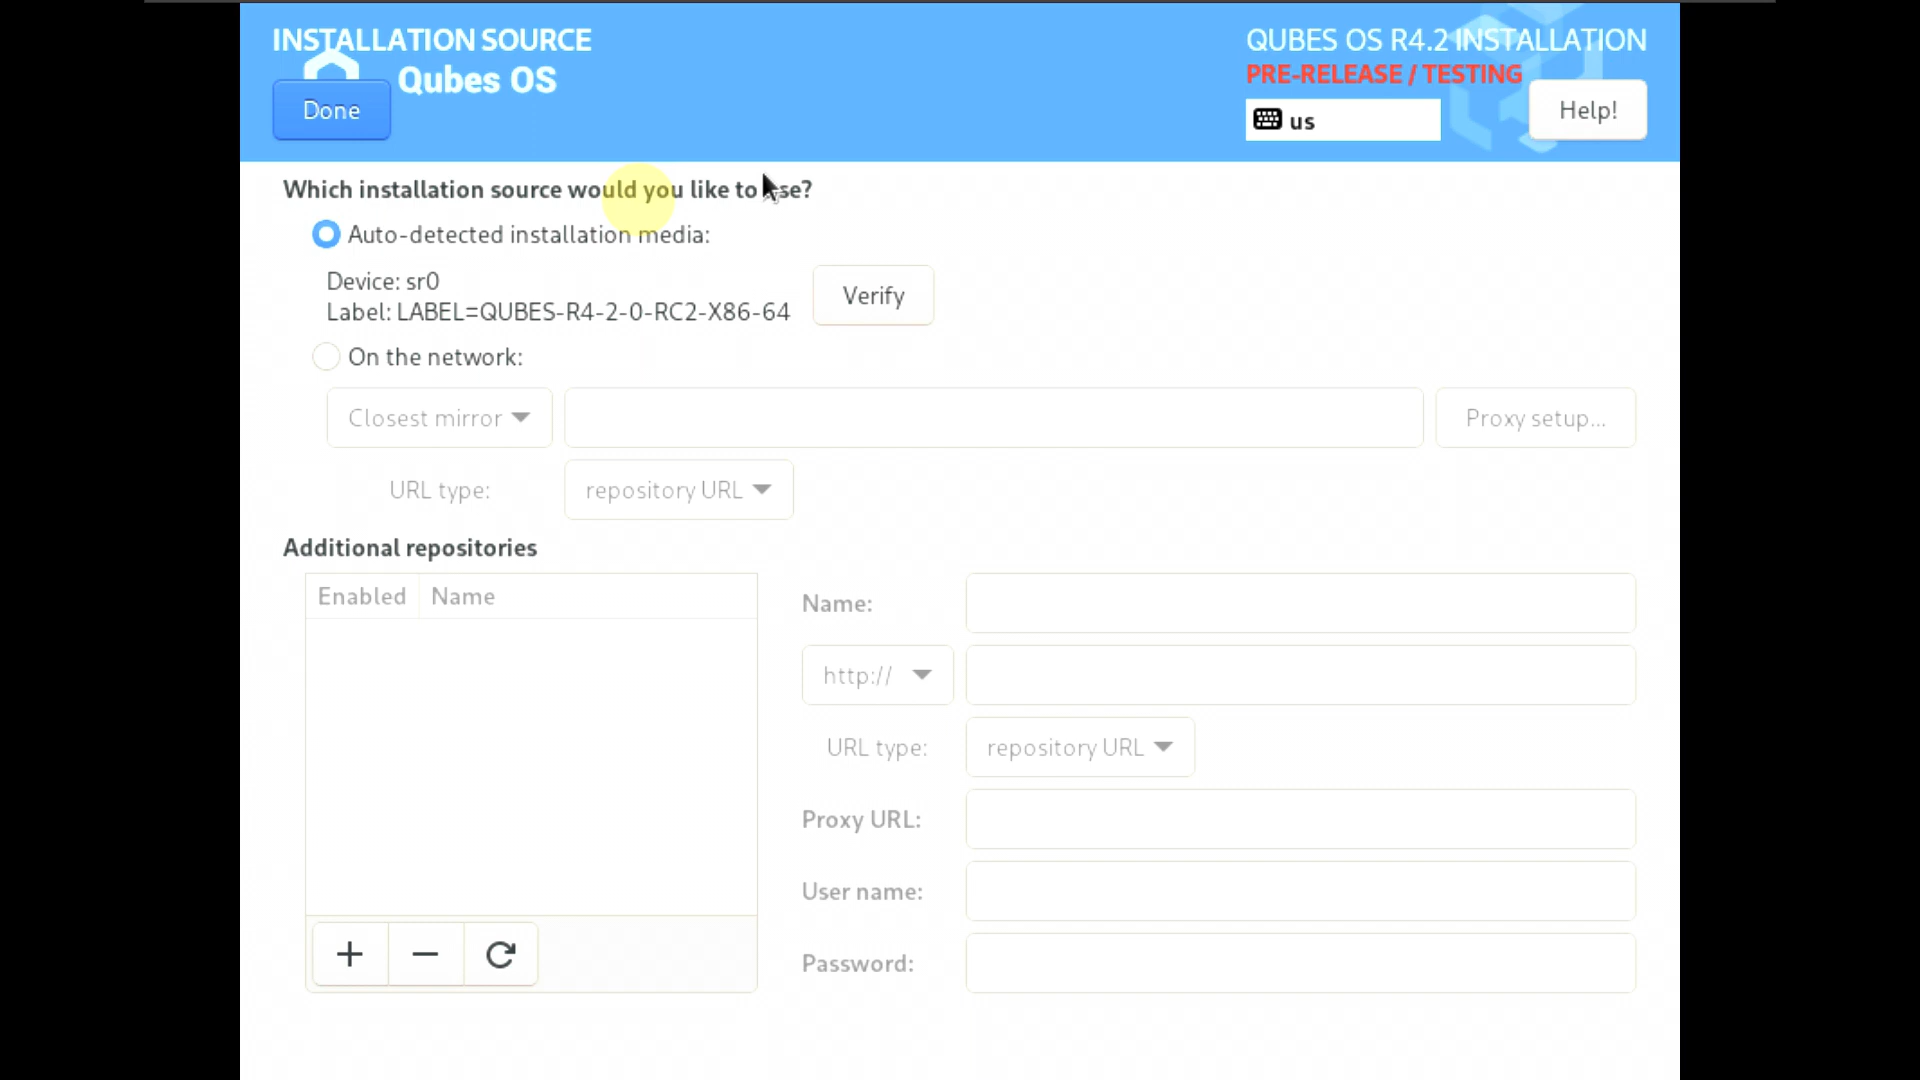 INSTALLATION SOURCE
Qubes OS
Done
QUBES OS R4.2 INSTALLATION
PRE-RELEASE / TESTING
us
Help!
Which installation source would you like to use?
Auto-detected installation media:
Device: sr0
Label: LABEL=QUBES-R4-2-0-RC2-X86-64
Verify
On the network:
Closest mirror
Proxy setup...
URL type:
repository URL
Additional repositories
Enabled Name
Name:
http://
URL type:
repository URL
Proxy URL:
User name:
Password: